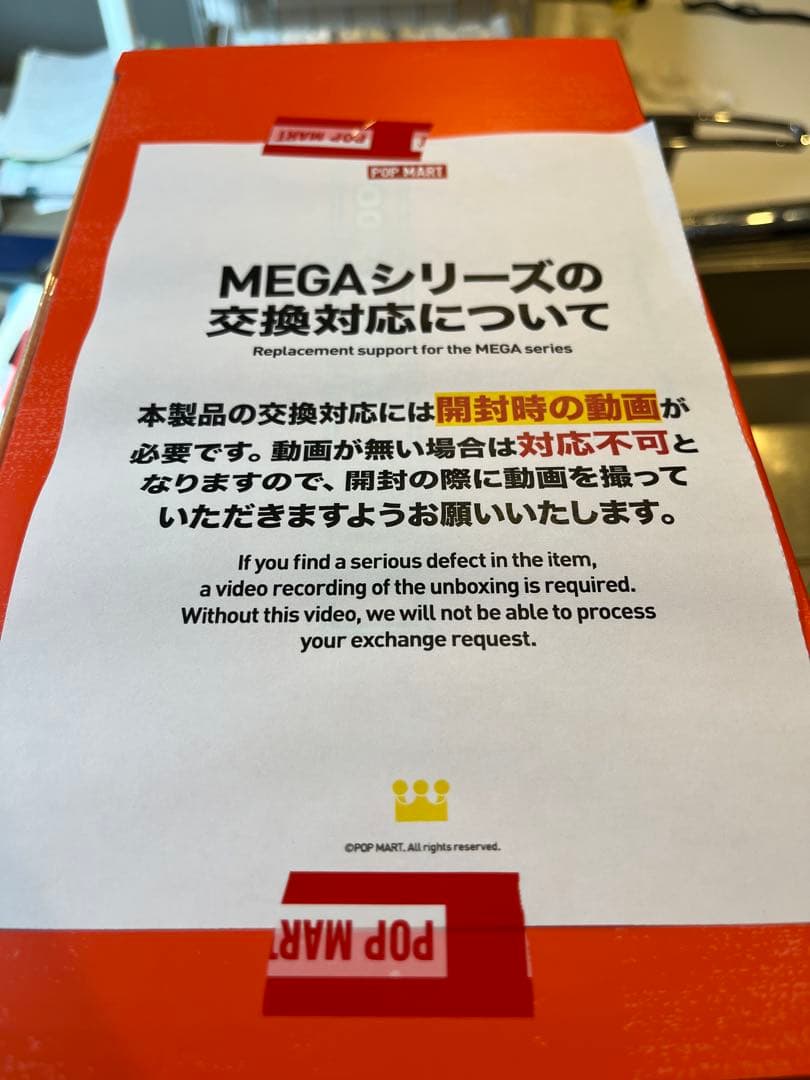 POP MART
POP MART
MEGAシリーズの
交換対応について
Replacement support for the MEGA series
本製品の交換対応には開封時の動画が
必要です。動画が無い場合は対応不可と
なりますので、開封の際に動画を撮って
いただきますようお願いいたします。
If you find a serious defect in the item,
a video recording of the unboxing is required.
Without this video, we will not be able to process
your exchange request.
©POP MART. All rights reserved.
POP MART